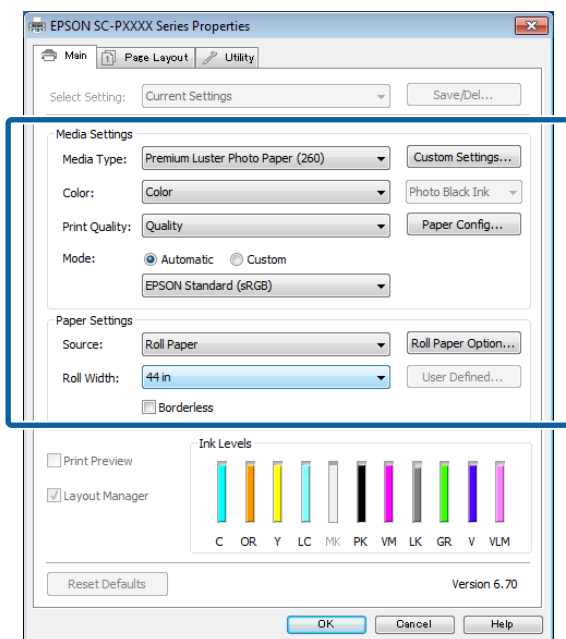 EPSON SC-PXXXX Series Properties
Main Page Layout Utility
Select Setting: Current Settings Save/Del...
Media Settings
Media Type: Premium Luster Photo Paper (260) Custom Settings...
Color: Color Photo Black Ink
Print Quality: Quality Paper Config...
Mode: Automatic Custom
EPSON Standard (sRGB)
Paper Settings
Source: Roll Paper Roll Paper Option...
Roll Width: 44 in User Defined...
Borderless
Ink Levels
Print Preview
Layout Manager
C OR Y LC MK PK VM LK GR V VLM
Reset Defaults Version 6.70
OK Cancel Help